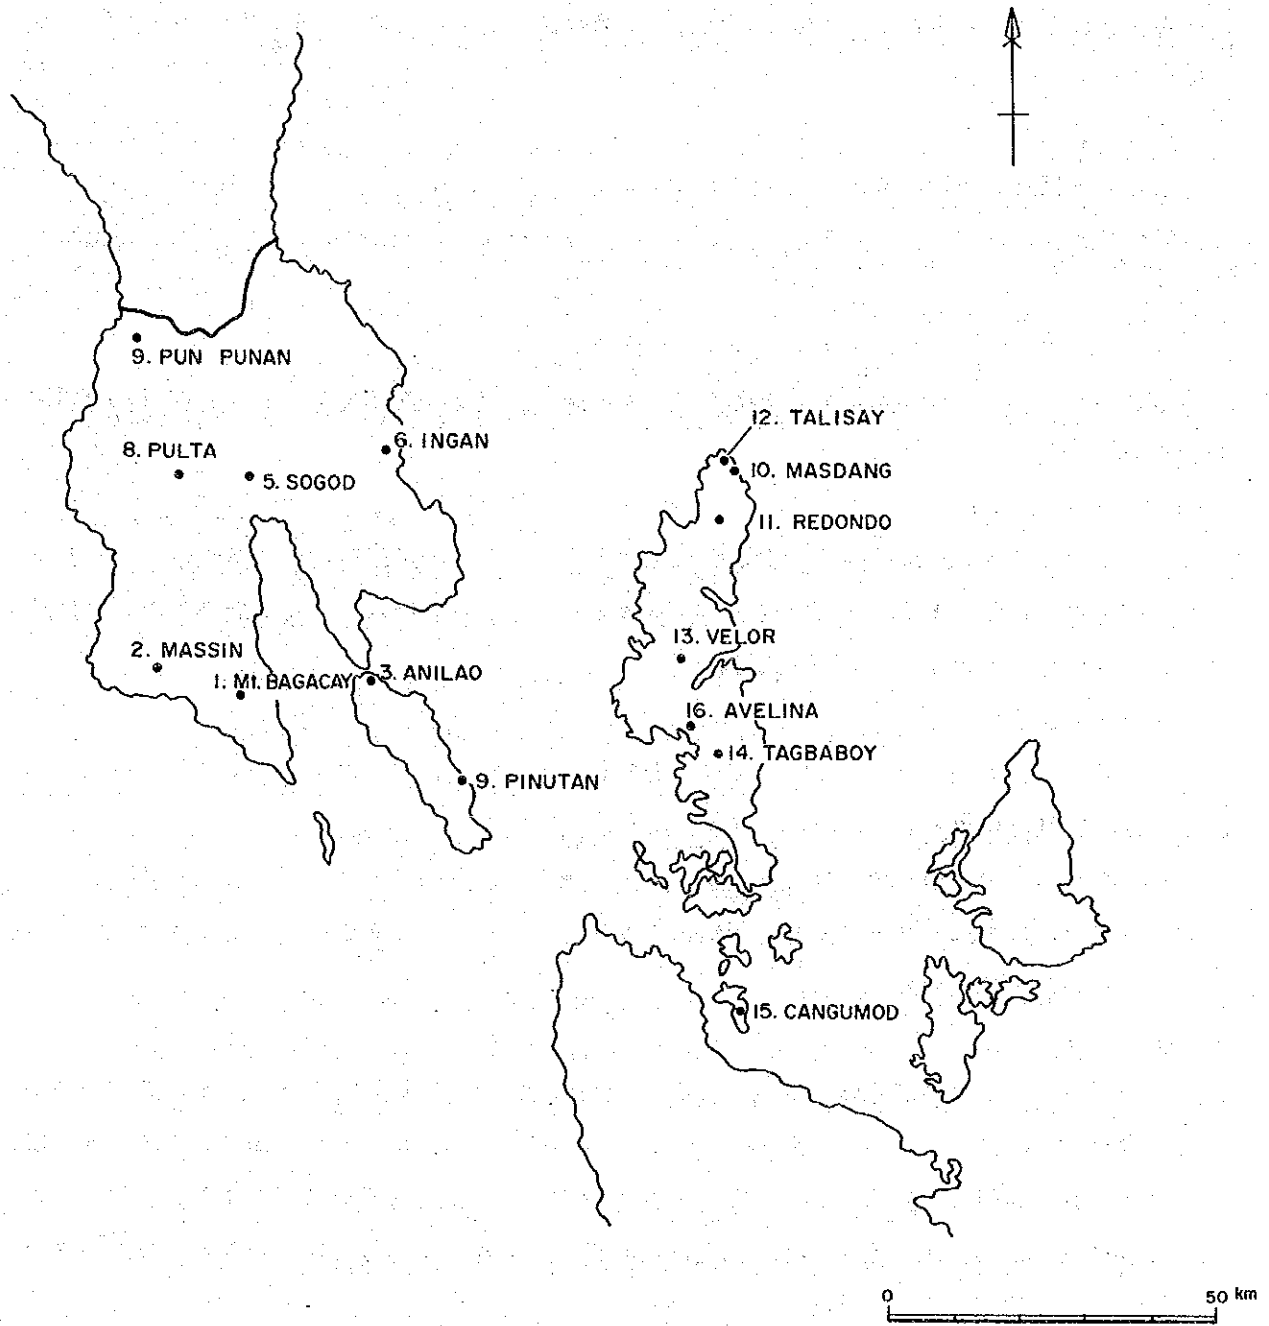 9. PUN PUNAN
12. TALISAY
6. INGAN
8. PULTA
10. MASDANG
5. SOGOD
11. REDONDO
13. VELOR
2. MASSIN
3. ANILAO
1. Mt. BAGACAY
16. AVELINA
14. TAGBABOY
9. PINUTAN
15. CANGUMOD
0 50 km